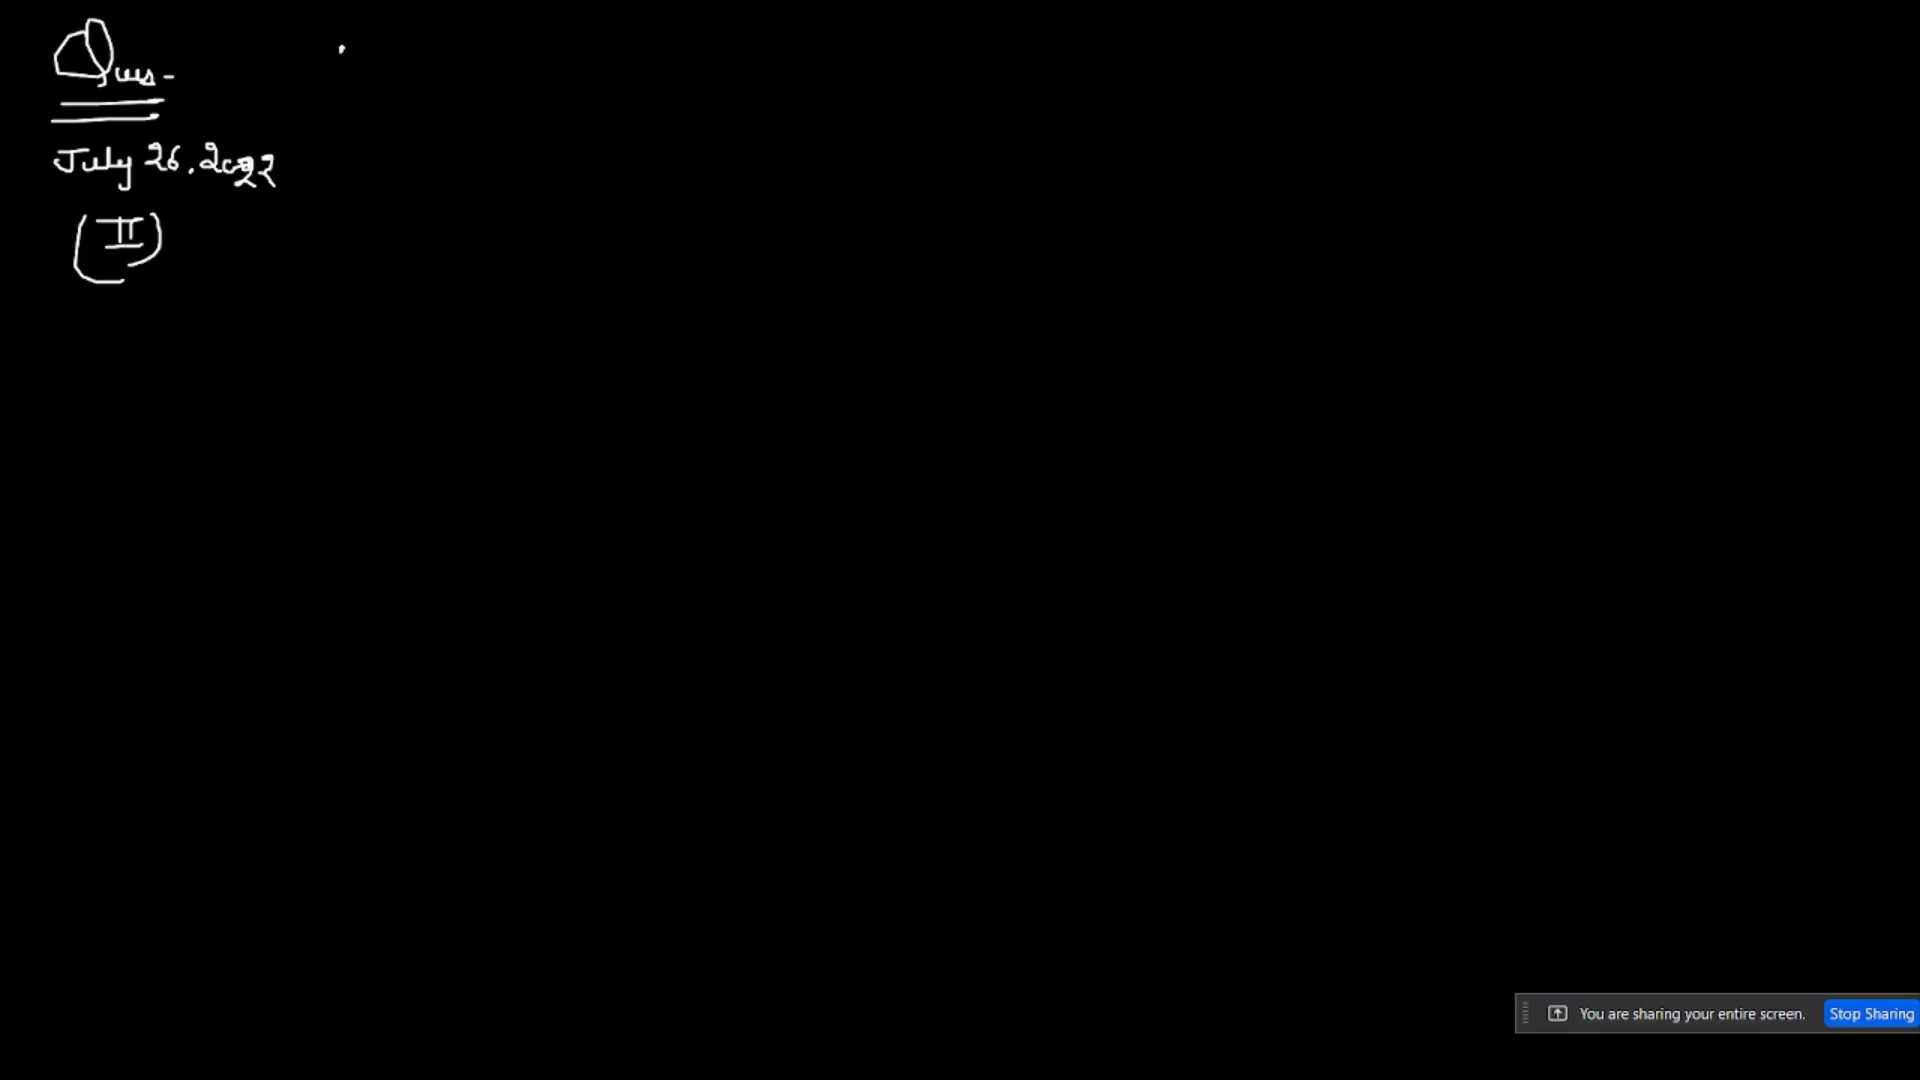 Ques-
July 26, 2022
(II)
You are sharing your entire screen. Stop Sharing